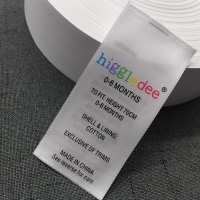 higgledee
0-6 MONTHS
TO FIT: HEIGHT 70CM
0-6 MONTHS
SHELL & LINING
COTTON
EXCLUSIVE OF TRIMS
MADE IN CHINA
See reverse for care